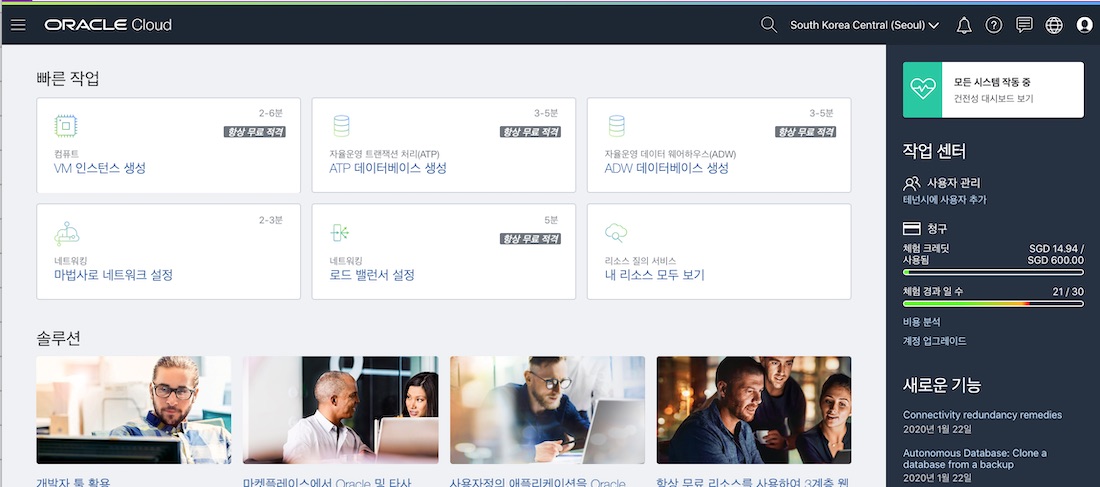 ORACLE Cloud
South Korea Central (Seoul)
빠른 작업
2-6분
항상 무료 적격
컴퓨트
VM 인스턴스 생성
3-5분
항상 무료 적격
자율운영 트랜잭션 처리(ATP)
ATP 데이터베이스 생성
3-5분
항상 무료 적격
자율운영 데이터 웨어하우스(ADW)
ADW 데이터베이스 생성
2-3분
네트워킹
마법사로 네트워크 설정
5분
항상 무료 적격
네트워킹
로드 밸런서 설정
리소스 질의 서비스
내 리소스 모두 보기
솔루션
개발자 툴 활용
마켓플레이스에서 Oracle 및 타사
사용자정의 애플리케이션을 Oracle
항상 무료 리소스를 사용하여 3계층 웹
모든 시스템 작동 중
건전성 대시보드 보기
작업 센터
사용자 관리
테넌시에 사용자 추가
청구
체험 크레딧 SGD 14.94 /
사용됨 SGD 600.00
체험 경과 일 수 21 / 30
비용 분석
계정 업그레이드
새로운 기능
Connectivity redundancy remedies
2020년 1월 22일
Autonomous Database: Clone a
database from a backup
2020년 1월 22일